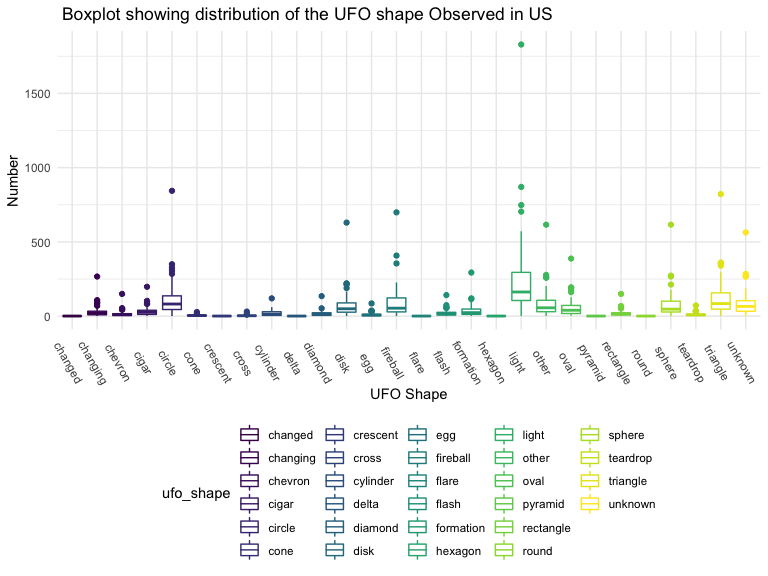 Boxplot showing distribution of the UFO shape Observed in US
Number
1500
1000
500
0
changed
changing
chevron
cigar
circle
cone
crescent
cross
cylinder
delta
diamond
disk
egg
fireball
flare
flash
formation
hexagon
light
other
oval
pyramid
rectangle
round
sphere
teardrop
triangle
unknown
UFO Shape
ufo_shape
changed
changing
chevron
cigar
circle
cone
crescent
cross
cylinder
delta
diamond
disk
egg
fireball
flare
flash
formation
hexagon
light
other
oval
pyramid
rectangle
round
sphere
teardrop
triangle
unknown